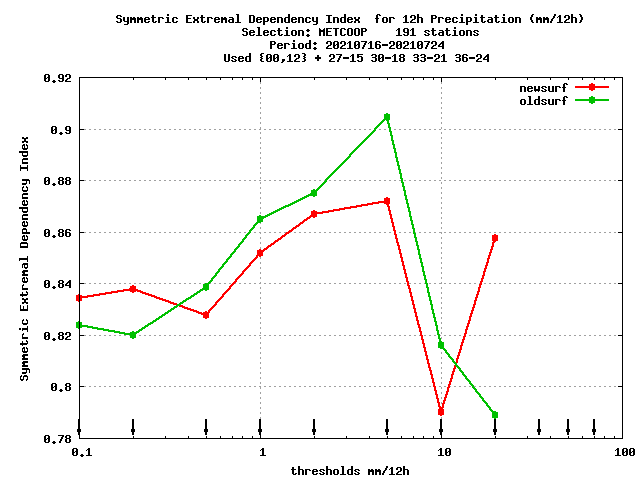 Symmetric Extremal Dependency Index  for 12h Precipitation (mm/12h)
Selection: METCOOP    191 stations
Period: 20210716-20210724
Used {00,12} + 27-15 30-18 33-21 36-24
newsurf
oldsurf
Symmetric Extremal Dependency Index
0.92
0.9
0.88
0.86
0.84
0.82
0.8
0.78
0.1
1
10
100
thresholds mm/12h